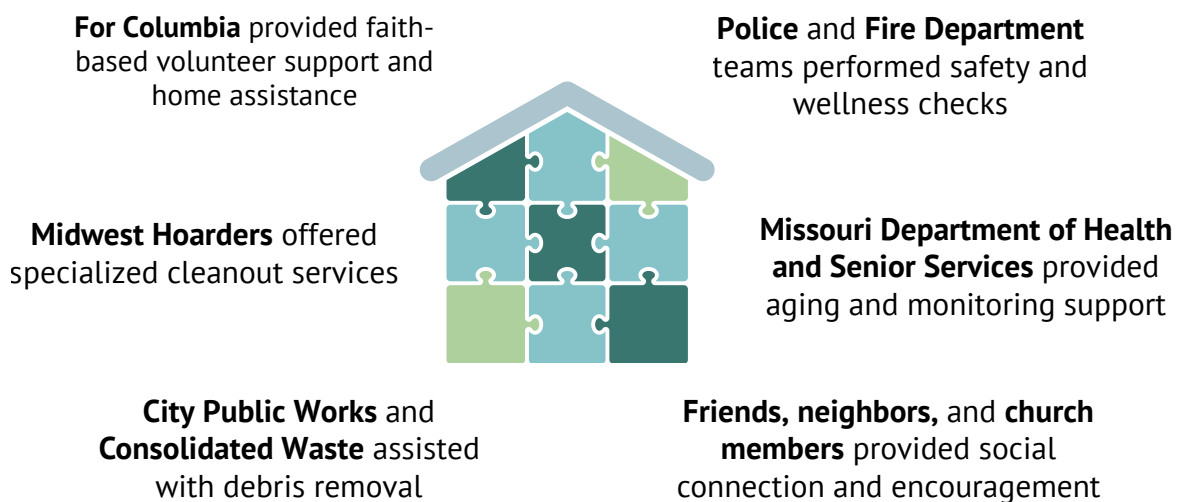 For Columbia provided faith-
based volunteer support and
home assistance
Police and Fire Department
teams performed safety and
wellness checks
Midwest Hoarders offered
specialized cleanout services
Missouri Department of Health
and Senior Services provided
aging and monitoring support
City Public Works and
Consolidated Waste assisted
with debris removal
Friends, neighbors, and church
members provided social
connection and encouragement